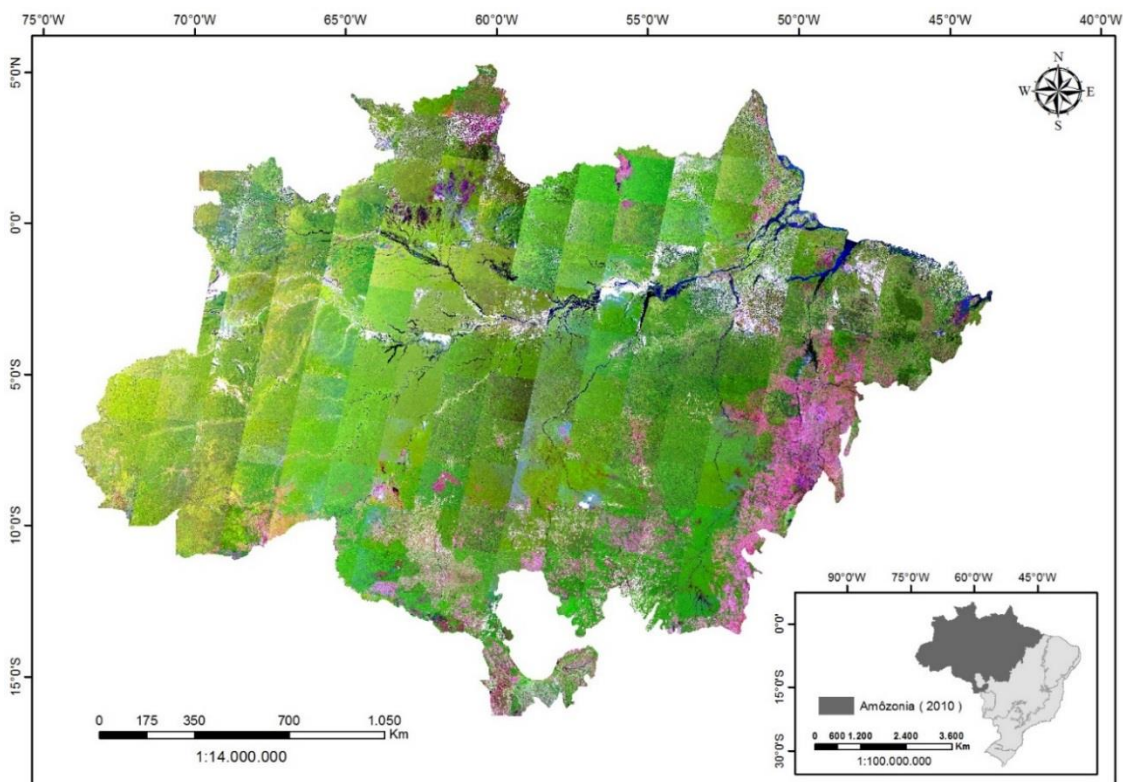 75°0'W 70°0'W 65°0'W 60°0'W 55°0'W 50°0'W 45°0'W 40°0'W
5°0'N
N
W E
S
0°0'
5°0'S
10°0'S
15°0'S
0 175 350 700 1.050
Km
1:14.000.000
90°0'W 75°0'W 60°0'W 45°0'W
0°0'
15°0'S
30°0'S
Amôzonia ( 2010 )
0 600 1.200 2.400 3.600
Km
1:100.000.000